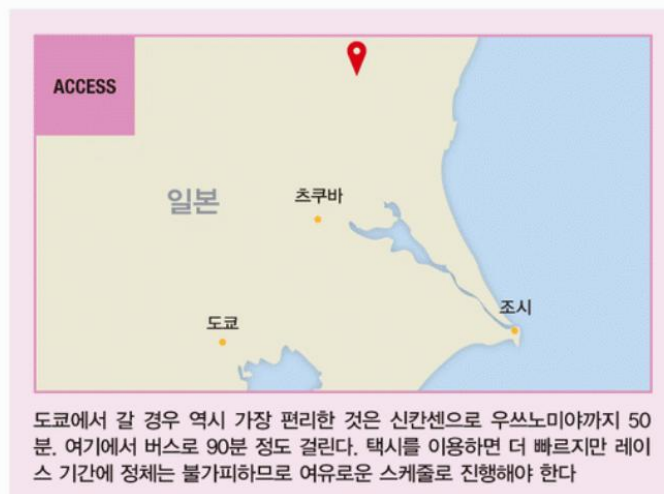 ACCESS
일본
츠쿠바
도쿄
조시
도쿄에서 갈 경우 역시 가장 편리한 것은 신칸센으로 우쓰노미야까지 50
분. 여기에서 버스로 90분 정도 걸린다. 택시를 이용하면 더 빠르지만 레이
스 기간에 정체는 불가피하므로 여유로운 스케줄로 진행해야 한다